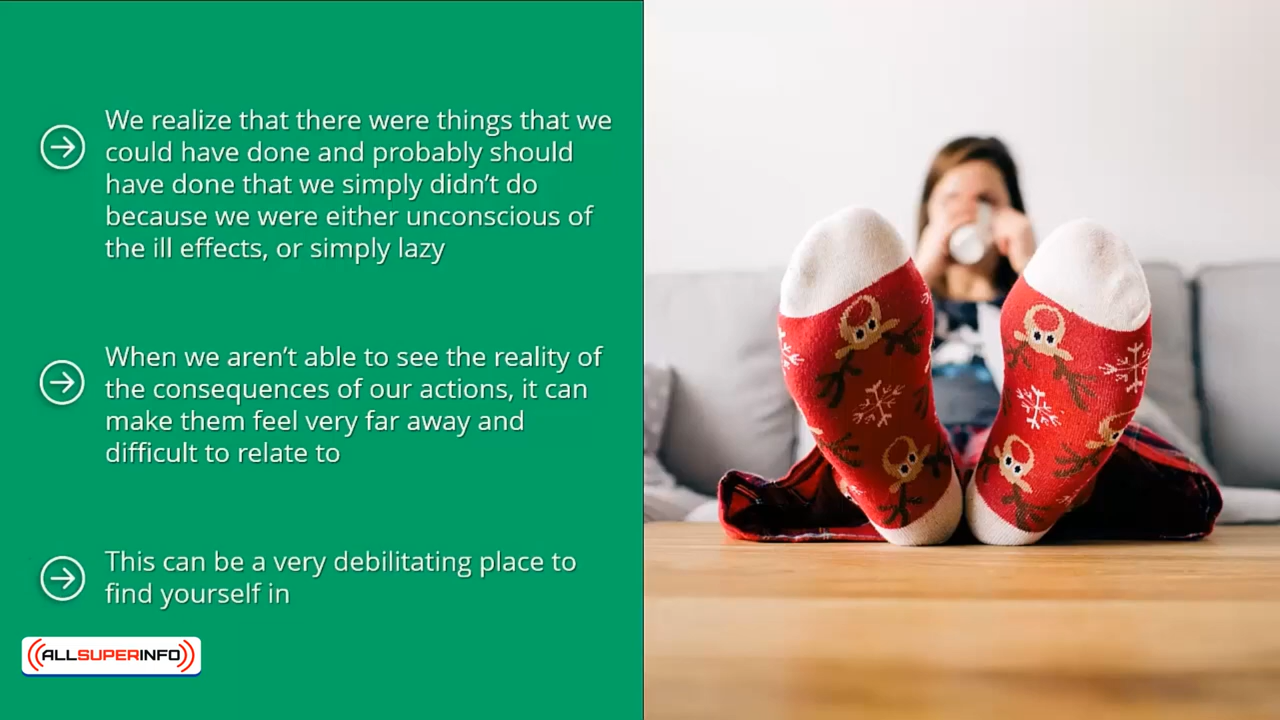 We realize that there were things that we
could have done and probably should
have done that we simply didn’t do
because we were either unconscious of
the ill effects, or simply lazy
When we aren’t able to see the reality of
the consequences of our actions, it can
make them feel very far away and
difficult to relate to
This can be a very debilitating place to
find yourself in
ALLSUPERINFO